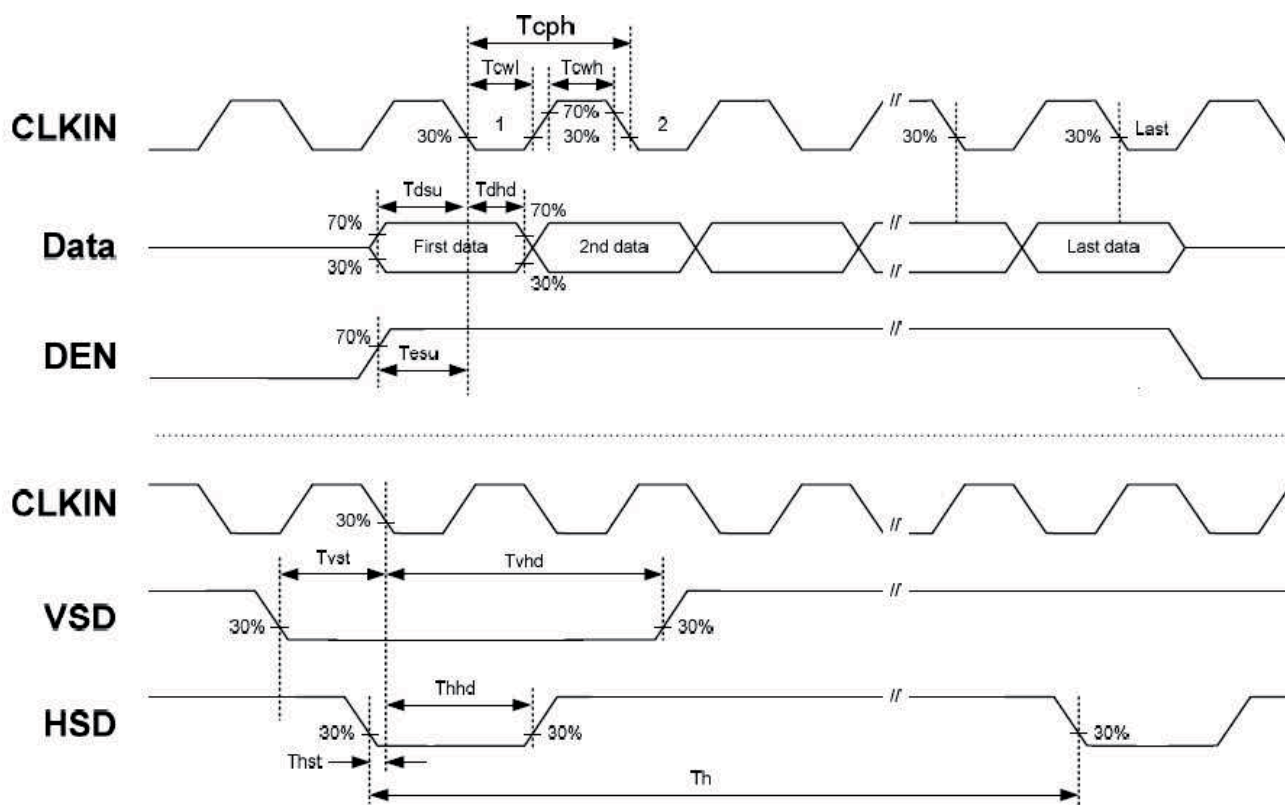 Tcph
Tcwl Tcwh
CLKIN 30% 1 70% 30% 2 // 30% 30% Last
Tdsu Tdhd
70% 70%
Data First data 2nd data // // Last data
30% 30%
DEN 70% Tesu //
CLKIN 30% //
Tvst Tvhd
VSD 30% 30% //
Thhd
HSD 30% 30% // 30%
Thst
Th